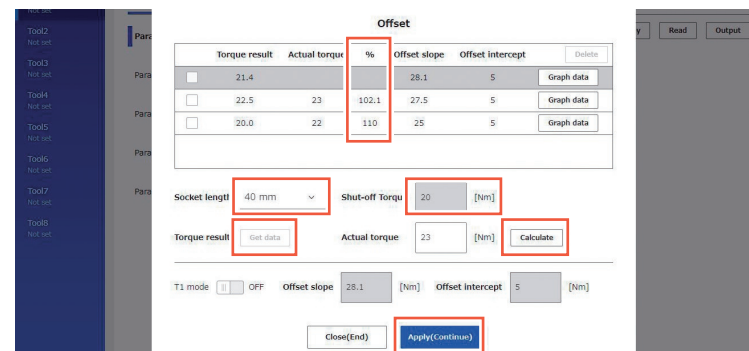 Not set
Tool2
Not set
Tool3
Not set
Tool4
Not set
Tool5
Not set
Tool6
Not set
Tool7
Not set
Tool8
Not set
Para
Para
Para
Para
Para
Offset
Torque result Actual torque % Offset slope Offset intercept Delete
21.4 28.1 5 Graph data
22.5 23 102.1 27.5 5 Graph data
20.0 22 110 25 5 Graph data
Socket lengt 40 mm Shut-off Torqu 20 [Nm]
Torque result Get data Actual torque 23 [Nm] Calculate
T1 mode OFF Offset slope 28.1 [Nm] Offset intercept 5 [Nm]
Close(End) Apply(Continue)
y Read Output